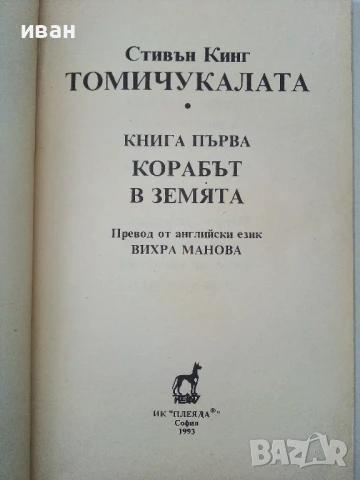 иван
Стивън Кинг
ТОМИЧУКАЛАТА
КНИГА ПЪРВА
КОРАБЪТ
В ЗЕМЯТА
Превод от английски език
ВИХРА МАНОВА
ИК "ПЛЕЯДА®"
София
1993
BAZAR